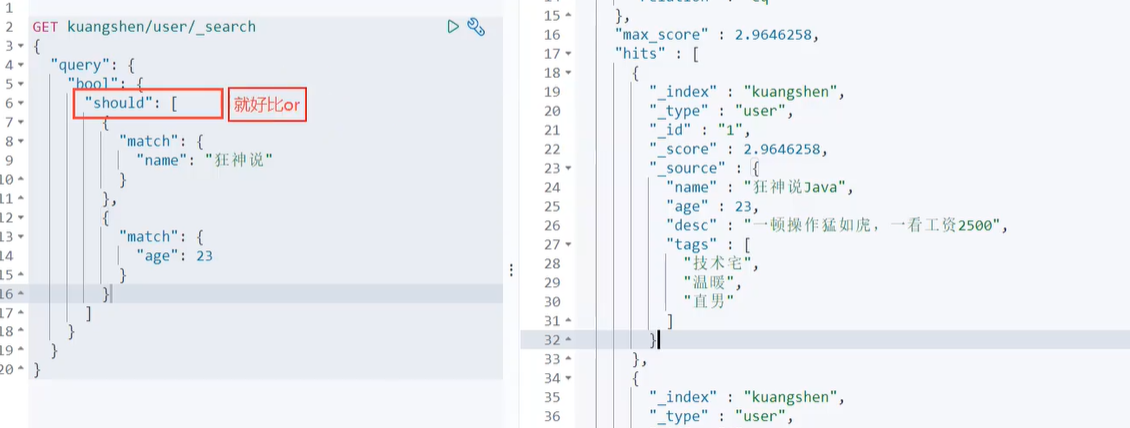 1
2 GET kuangshen/user/_search
3 {
4 "query": {
5 "bool": {
6 "should": [ 就好比or
7 {
8 "match": {
9 "name": "狂神说"
10 }
11 },
12 {
13 "match": {
14 "age": 23
15 }
16 }
17 ]
18 }
19 }
20 }
15 },
16 "max_score" : 2.9646258,
17 "hits" : [
18 {
19 "_index" : "kuangshen",
20 "_type" : "user",
21 "_id" : "1",
22 "_score" : 2.9646258,
23 "_source" : {
24 "name" : "狂神说Java",
25 "age" : 23,
26 "desc" : "一顿操作猛如虎，一看工资2500",
27 "tags" : [
28 "技术宅",
29 "温暖",
30 "直男"
31 ]
32 }
33 },
34 {
35 "_index" : "kuangshen",
36 "_type" : "user",